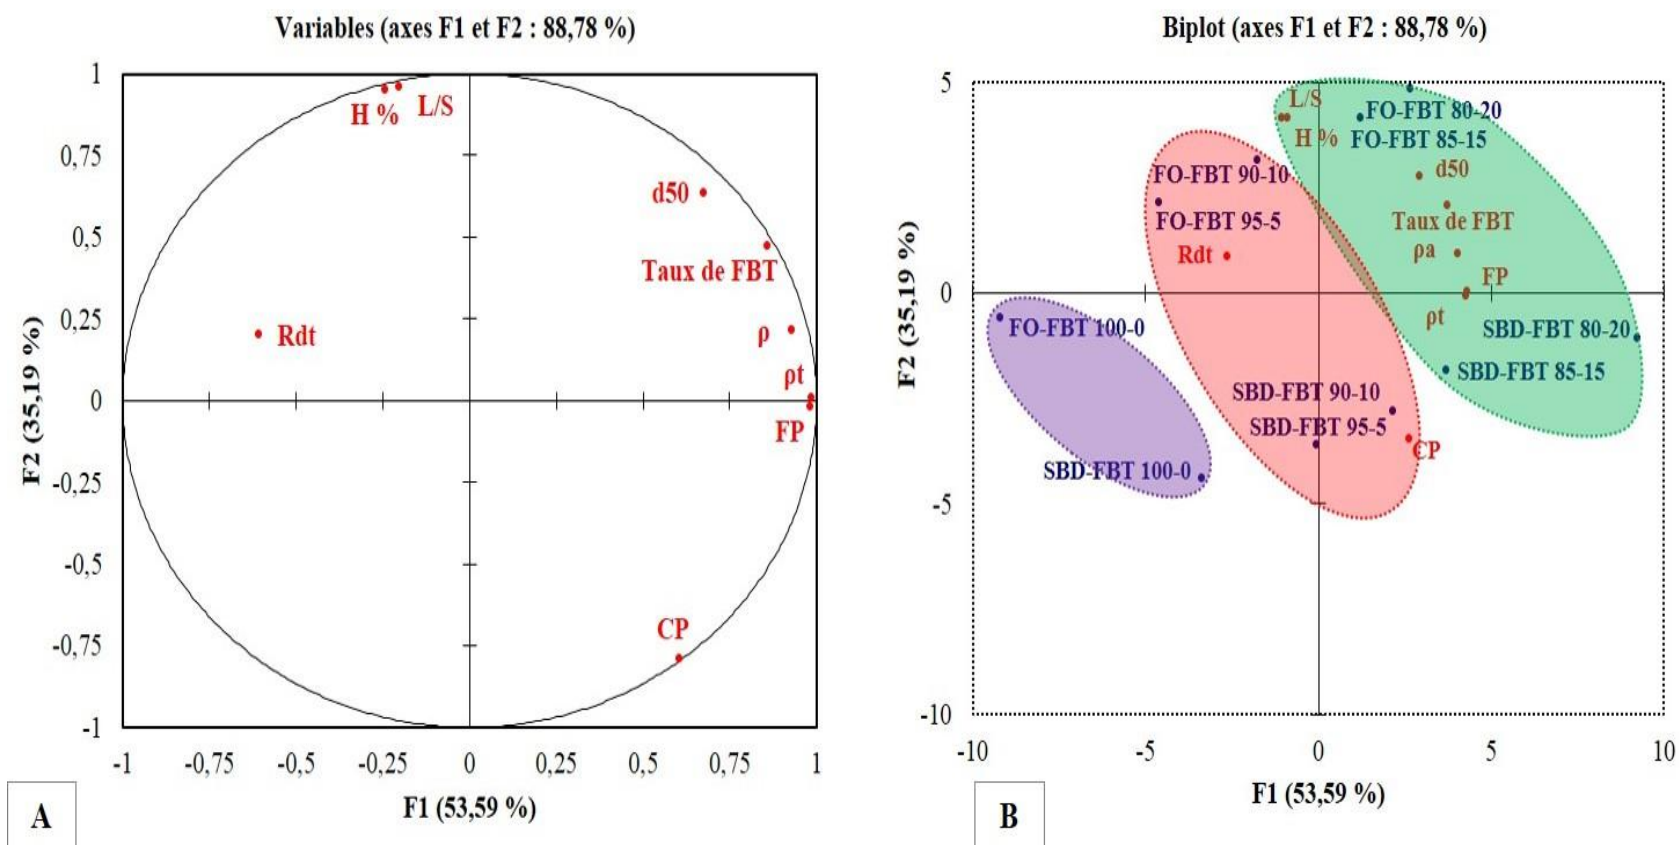 Variables (axes F1 et F2 : 88,78 %)
1
0,75
0,5
0,25
0
-0,25
-0,5
-0,75
-1
F2 (35,19 %)
H %
L/S
d50
Taux de FBT
ρ
ρt
FP
Rdt
CP
-1
-0,75
-0,5
-0,25
0
0,25
0,5
0,75
1
F1 (53,59 %)
A
Biplot (axes F1 et F2 : 88,78 %)
5
0
-5
-10
F2 (35,19 %)
L/S
FO-FBT 80-20
H %
FO-FBT 85-15
FO-FBT 90-10
d50
FO-FBT 95-5
Taux de FBT
Rdt
ρa
FP
ρt
FO-FBT 100-0
SBD-FBT 80-20
SBD-FBT 85-15
SBD-FBT 90-10
SBD-FBT 95-5
CP
SBD-FBT 100-0
-10
-5
0
5
10
F1 (53,59 %)
B